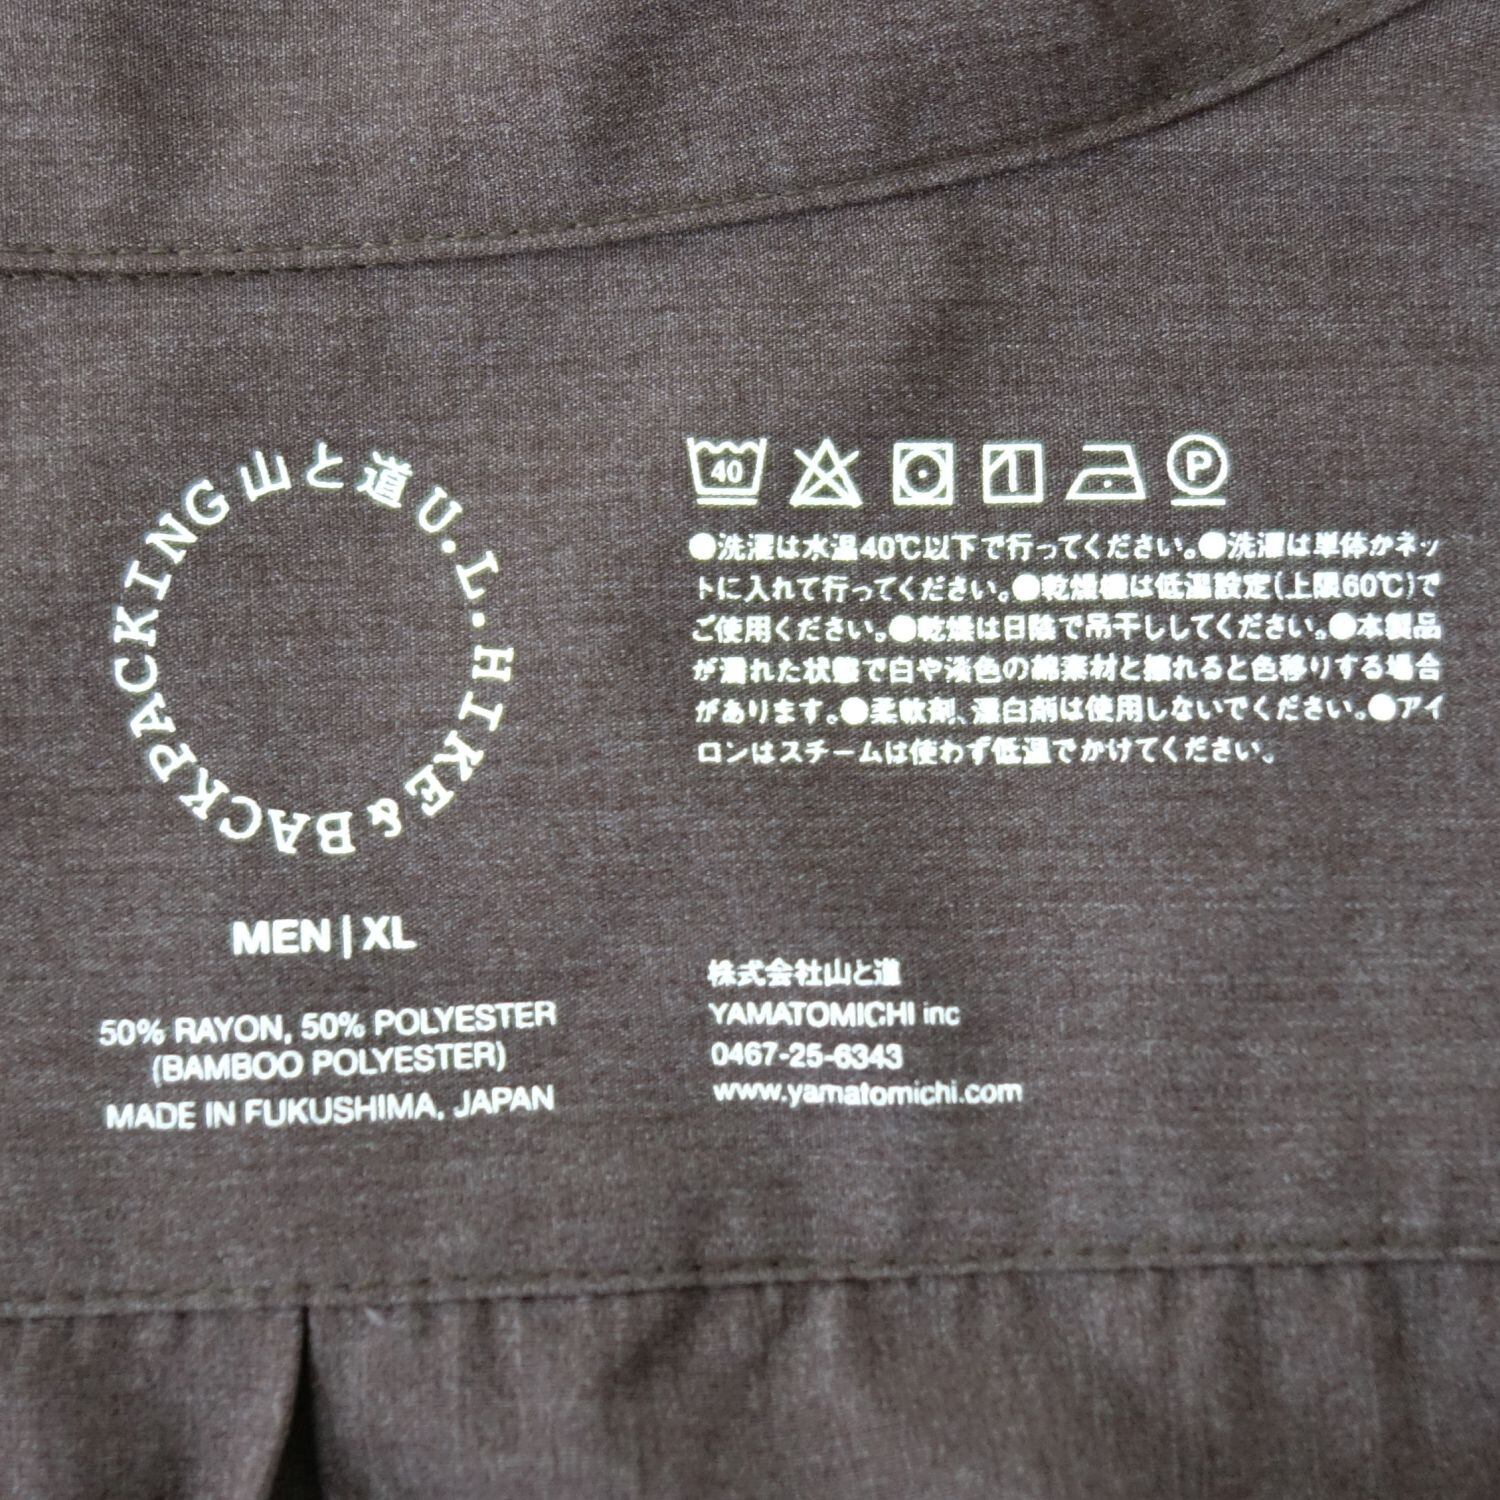 山と道 U.L. HIKE & BACKPACKING
MEN | XL
50% RAYON, 50% POLYESTER
(BAMBOO POLYESTER)
MADE IN FUKUSHIMA, JAPAN
40
P
●洗濯は水温40℃以下で行ってください。●洗濯は単体かネッ
トに入れて行ってください。●乾燥機は低温設定(上限60℃)で
ご使用ください。●乾燥は日陰で吊干ししてください。●本製品
が濡れた状態で白や淡色の綿素材と擦れると色移りする場合
があります。●柔軟剤、漂白剤は使用しないでください。●アイ
ロンはスチームは使わず低温でかけてください。
株式会社山と道
YAMATOMICHI inc
0467-25-6343
www.yamatomichi.com